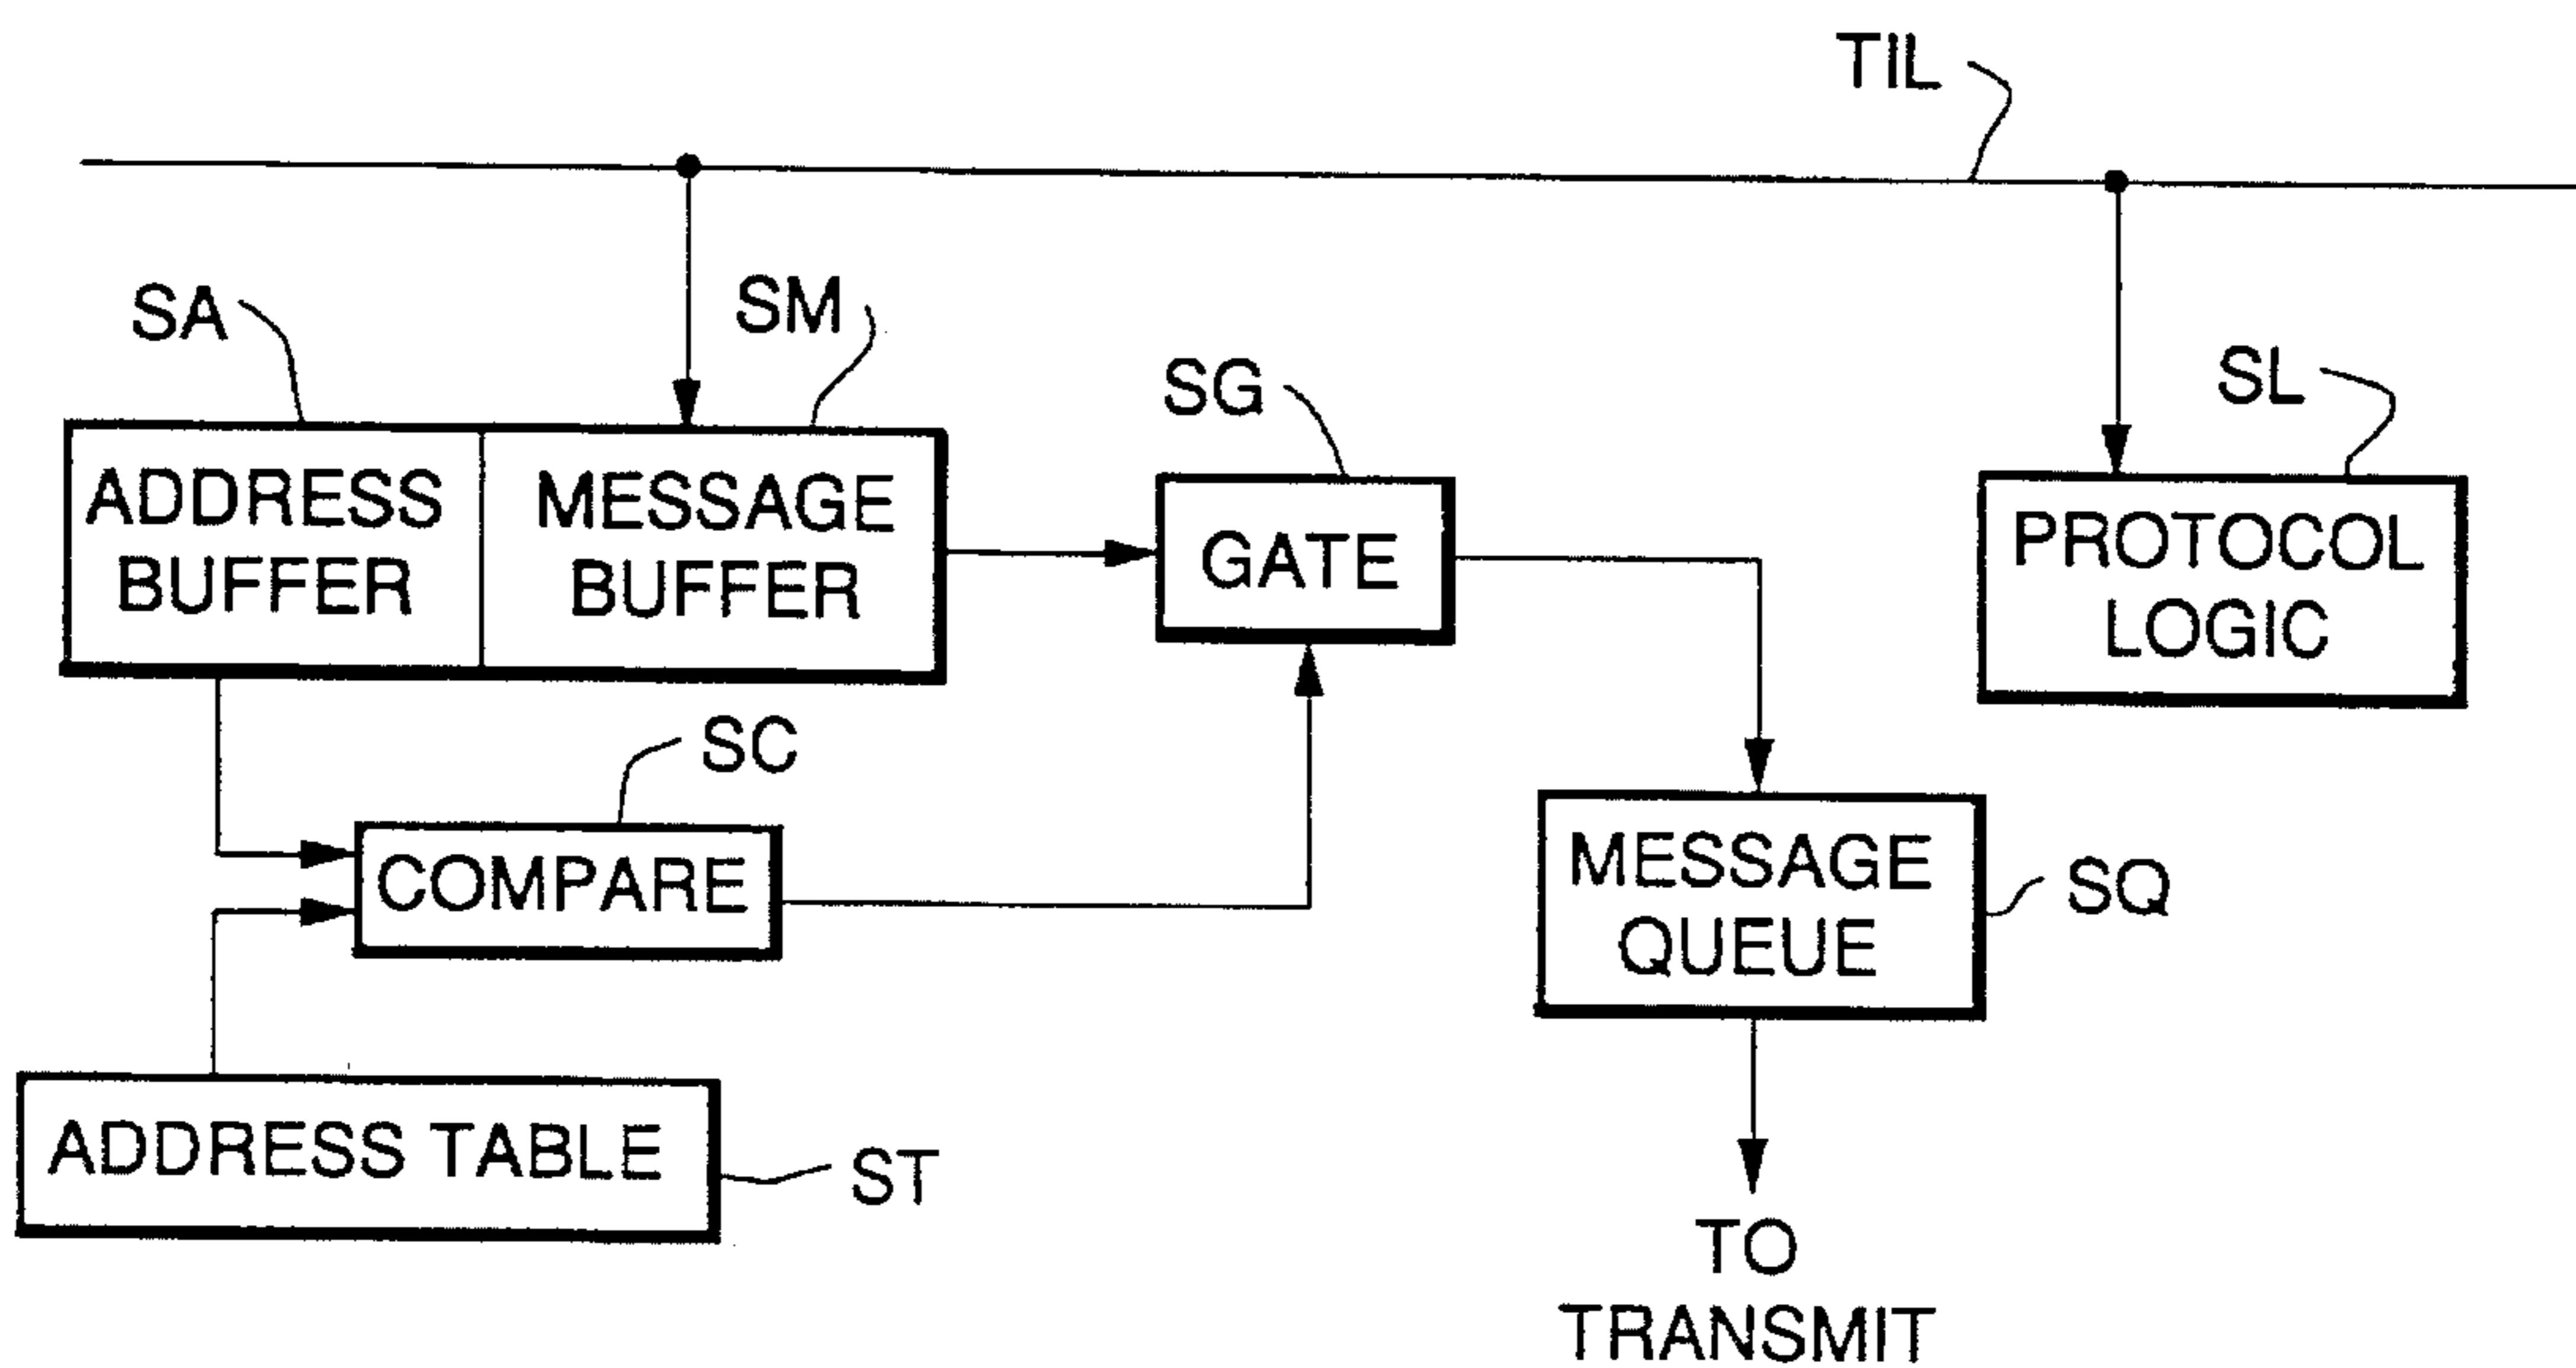 TIL
SA
SM
SG
SL
ADDRESS
BUFFER
MESSAGE
BUFFER
GATE
PROTOCOL
LOGIC
SC
COMPARE
MESSAGE
QUEUE
SQ
ADDRESS TABLE
ST
TO
TRANSMIT